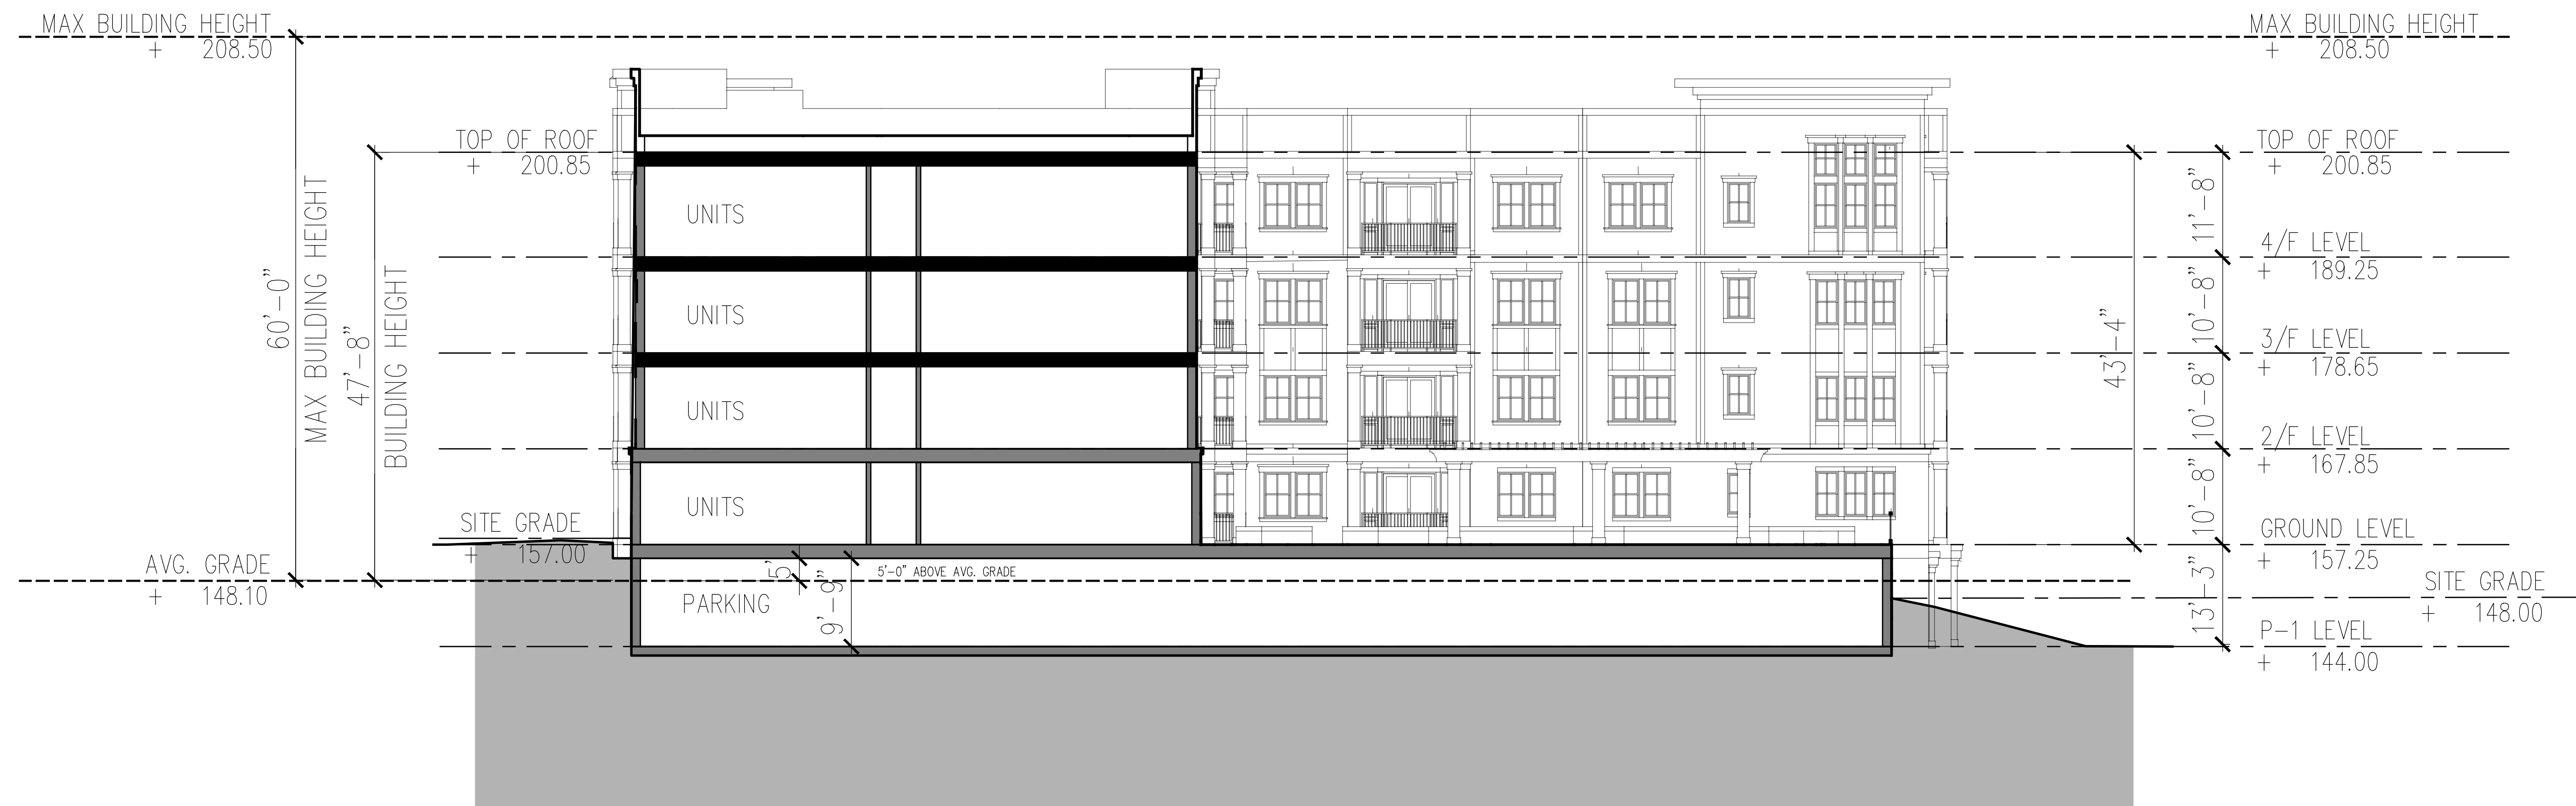 MAX BUILDING HEIGHT
+ 208.50
MAX BUILDING HEIGHT
+ 208.50
60'-0"
MAX BUILDING HEIGHT
47'-8"
BUILDING HEIGHT
TOP OF ROOF
+ 200.85
SITE GRADE
+ 157.00
AVG. GRADE
+ 148.10
UNITS
UNITS
UNITS
UNITS
PARKING
5'
9'-9"
5'-0" ABOVE AVG. GRADE
43'-4"
11'-8"
10'-8"
10'-8"
10'-8"
13'-3"
TOP OF ROOF
+ 200.85
4/F LEVEL
+ 189.25
3/F LEVEL
+ 178.65
2/F LEVEL
+ 167.85
GROUND LEVEL
+ 157.25
SITE GRADE
+ 148.00
P-1 LEVEL
+ 144.00